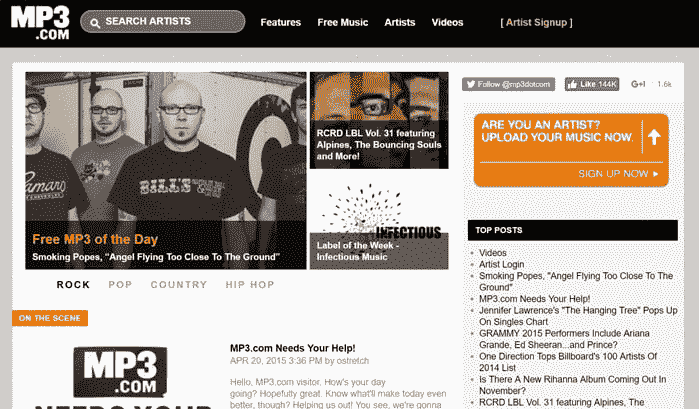 MP3
.COM
SEARCH ARTISTS
Features
Free Music
Artists
Videos
[ Artist Signup ]
Camaro
BILL'S
Free MP3 of the Day
Smoking Popes, "Angel Flying Too Close To The Ground"
RCRD LBL Vol. 31 featuring
Alpines, The Bouncing Souls
and More!
INFECTIOUS
Label of the Week -
Infectious Music
ROCK
POP
COUNTRY
HIP HOP
ON THE SCENE
MP3
.COM
NEEDS YOUR
MP3.com Needs Your Help!
APR 20, 2015 3:36 PM by ostretch
Hello, MP3.com visitor. How's your day
going? Hopefully great. Know what'll make today even
better, though? Helping us out! You see, we're gonna
Follow @mp3dotcom
Like 144K
G+1
1.6k
ARE YOU AN ARTIST?
UPLOAD YOUR MUSIC NOW.
SIGN UP NOW
TOP POSTS
Videos
Artist Login
Smoking Popes, "Angel Flying Too Close To The
Ground"
MP3.com Needs Your Help!
Jennifer Lawrence's "The Hanging Tree" Pops Up
On Singles Chart
GRAMMY 2015 Performers Include Ariana
Grande, Ed Sheeran...and Prince?
One Direction Tops Billboard's 100 Artists Of
2014 List
Is There A New Rihanna Album Coming Out In
November?
RCRD LBL Vol. 31 featuring Alpines, The